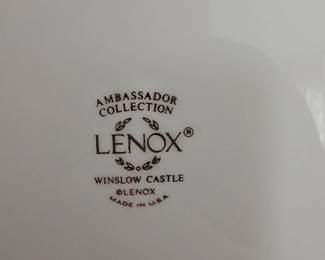 AMBASSADOR
COLLECTION
LENOX®
WINSLOW CASTLE
©LENOX
MADE IN U.S.A.